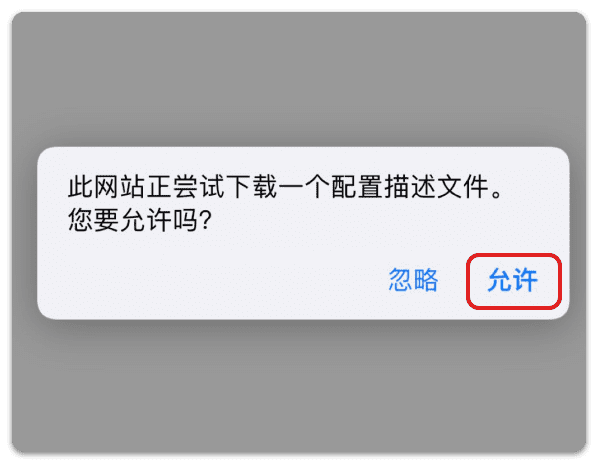 此网站正尝试下载一个配置描述文件。
您要允许吗?
忽略
允许